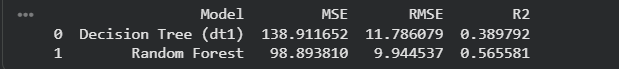 Model MSE RMSE R2
0 Decision Tree (dt1) 138.911652 11.786079 0.389792
1 Random Forest 98.893810 9.944537 0.565581